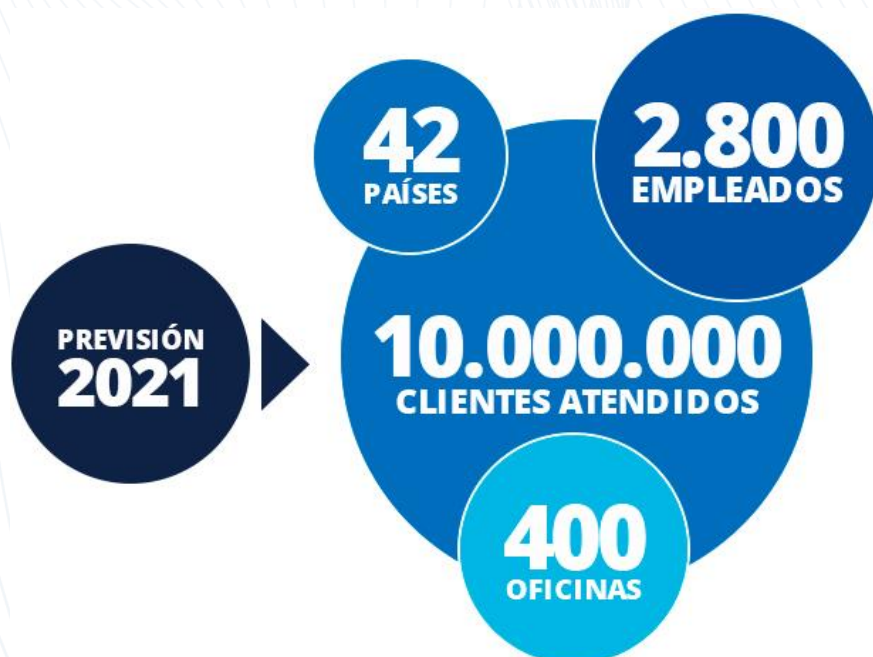 PREVISIÓN
2021
42
PAÍSES
2.800
EMPLEADOS
10.000.000
CLIENTES ATENDIDOS
400
OFICINAS